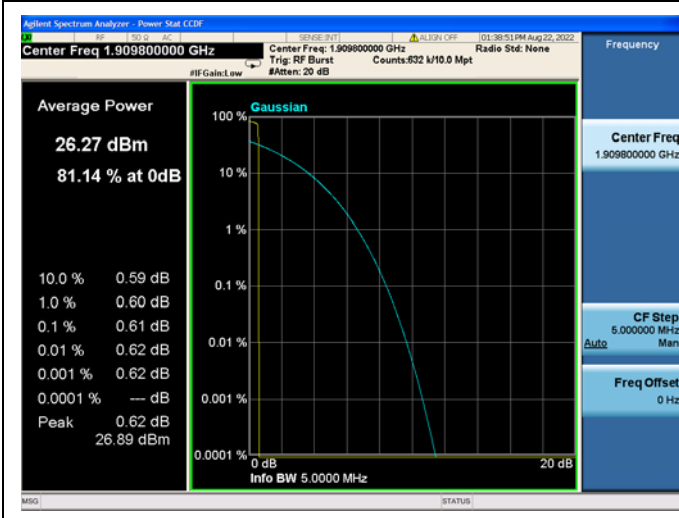 Agilent Spectrum Analyzer - Power Stat CCDF
RF 50 Ω AC SENSE:INT ALIGN OFF 01:38:51PM Aug 22, 2022
Center Freq 1.909800000 GHz
Center Freq: 1.909800000 GHz Radio Std: None
Trig: RF Burst Counts:632 k/10.0 Mpt
#IFGain:Low #Atten: 20 dB
Frequency
Average Power
26.27 dBm
81.14 % at 0dB
10.0 % 0.59 dB
1.0 % 0.60 dB
0.1 % 0.61 dB
0.01 % 0.62 dB
0.001 % 0.62 dB
0.0001 % --- dB
Peak 0.62 dB
26.89 dBm
Gaussian
100 %
10 %
1 %
0.1 %
0.01 %
0.001 %
0.0001 %
0 dB 20 dB
Info BW 5.0000 MHz
Center Freq
1.909800000 GHz
CF Step
5.000000 MHz
Auto Man
Freq Offset
0 Hz
MSG STATUS